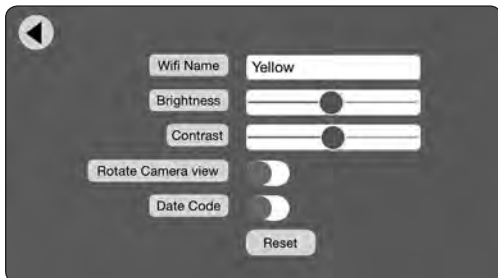 Wifi Name Yellow
Brightness
Contrast
Rotate Camera view
Date Code
Reset